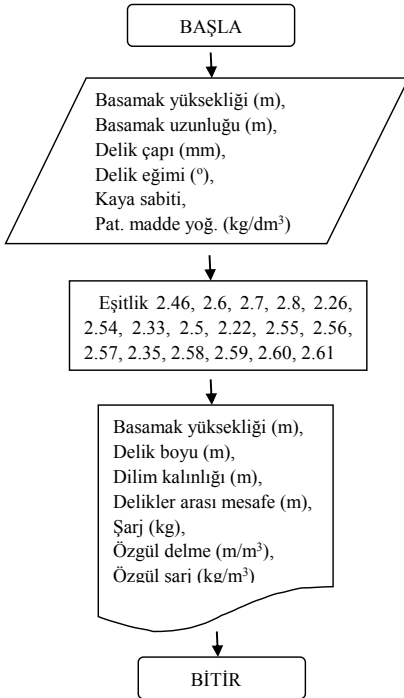 BAŞLA
Basamak yüksekliği (m),
Basamak uzunluğu (m),
Delik çapı (mm),
Delik eğimi (º),
Kaya sabiti,
Pat. madde yoğ. (kg/dm³)
Eşitlik 2.46, 2.6, 2.7, 2.8, 2.26,
2.54, 2.33, 2.5, 2.22, 2.55, 2.56,
2.57, 2.35, 2.58, 2.59, 2.60, 2.61
Basamak yüksekliği (m),
Delik boyu (m),
Dilim kalınlığı (m),
Delikler arası mesafe (m),
Şarj (kg),
Özgül delme (m/m³),
Özgül şarj (kg/m³)
BİTİR